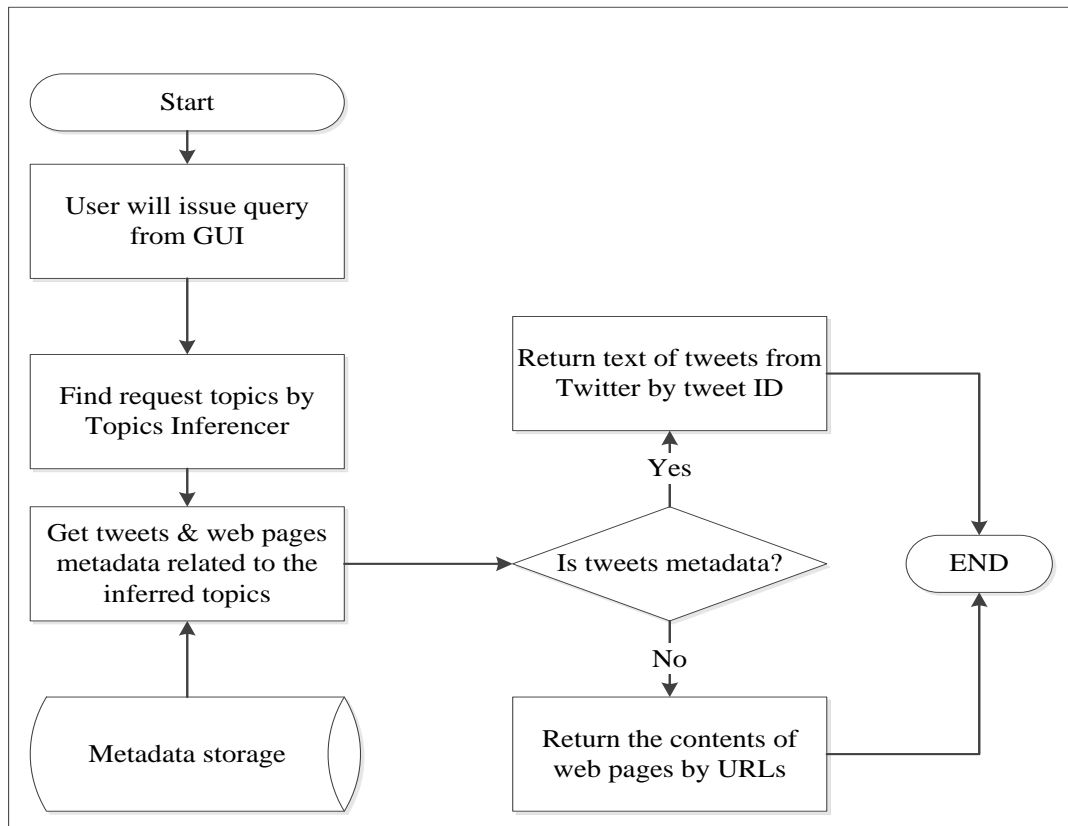 Start
User will issue query
from GUI
Find request topics by
Topics Inferencer
Get tweets & web pages
metadata related to the
inferred topics
Metadata storage
Return text of tweets from
Twitter by tweet ID
Yes
Is tweets metadata?
No
Return the contents of
web pages by URLs
END